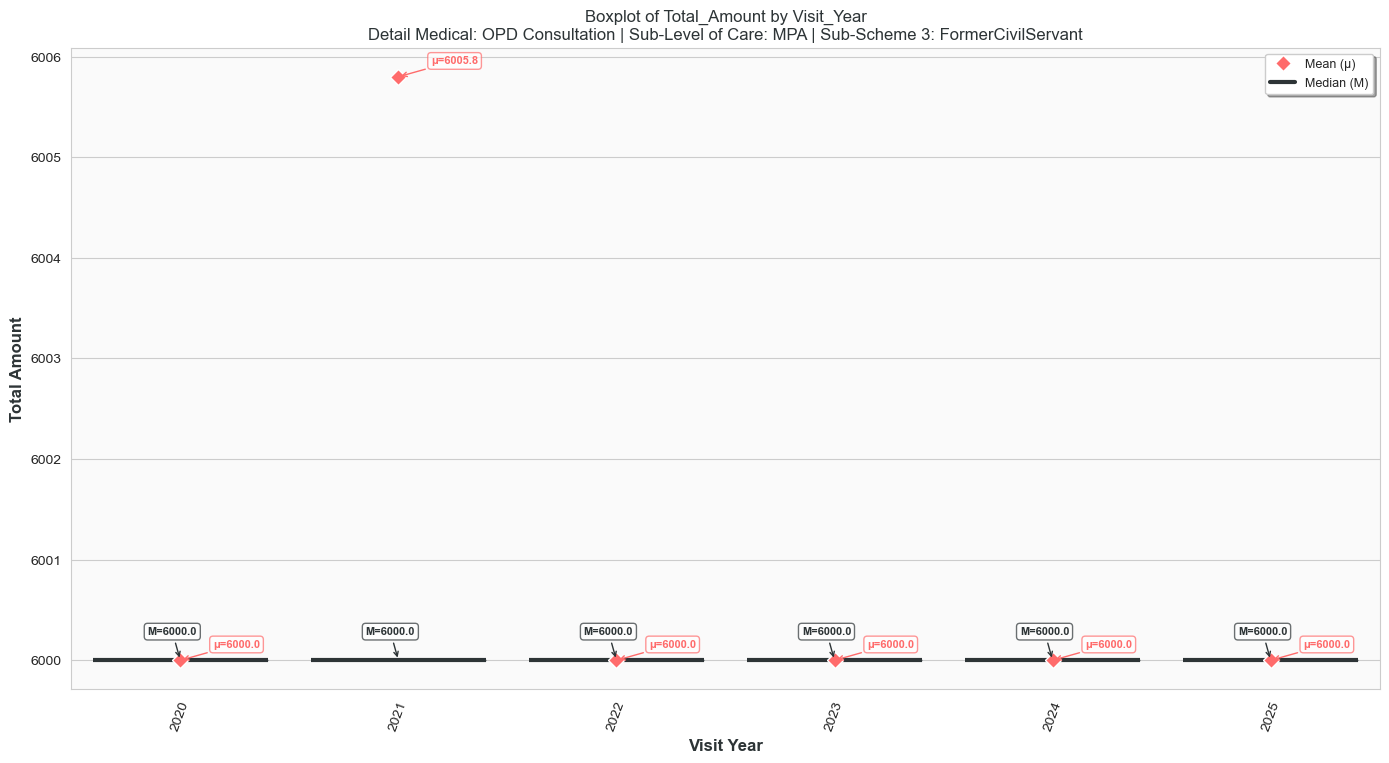 Boxplot of Total_Amount by Visit_Year
Detail Medical: OPD Consultation | Sub-Level of Care: MPA | Sub-Scheme 3: FormerCivilServant
Mean (μ)
Median (M)
Total Amount
6006
6005
6004
6003
6002
6001
6000
μ=6005.8
M=6000.0
μ=6000.0
M=6000.0
M=6000.0
μ=6000.0
M=6000.0
μ=6000.0
M=6000.0
μ=6000.0
M=6000.0
μ=6000.0
2020
2021
2022
2023
2024
2025
Visit Year